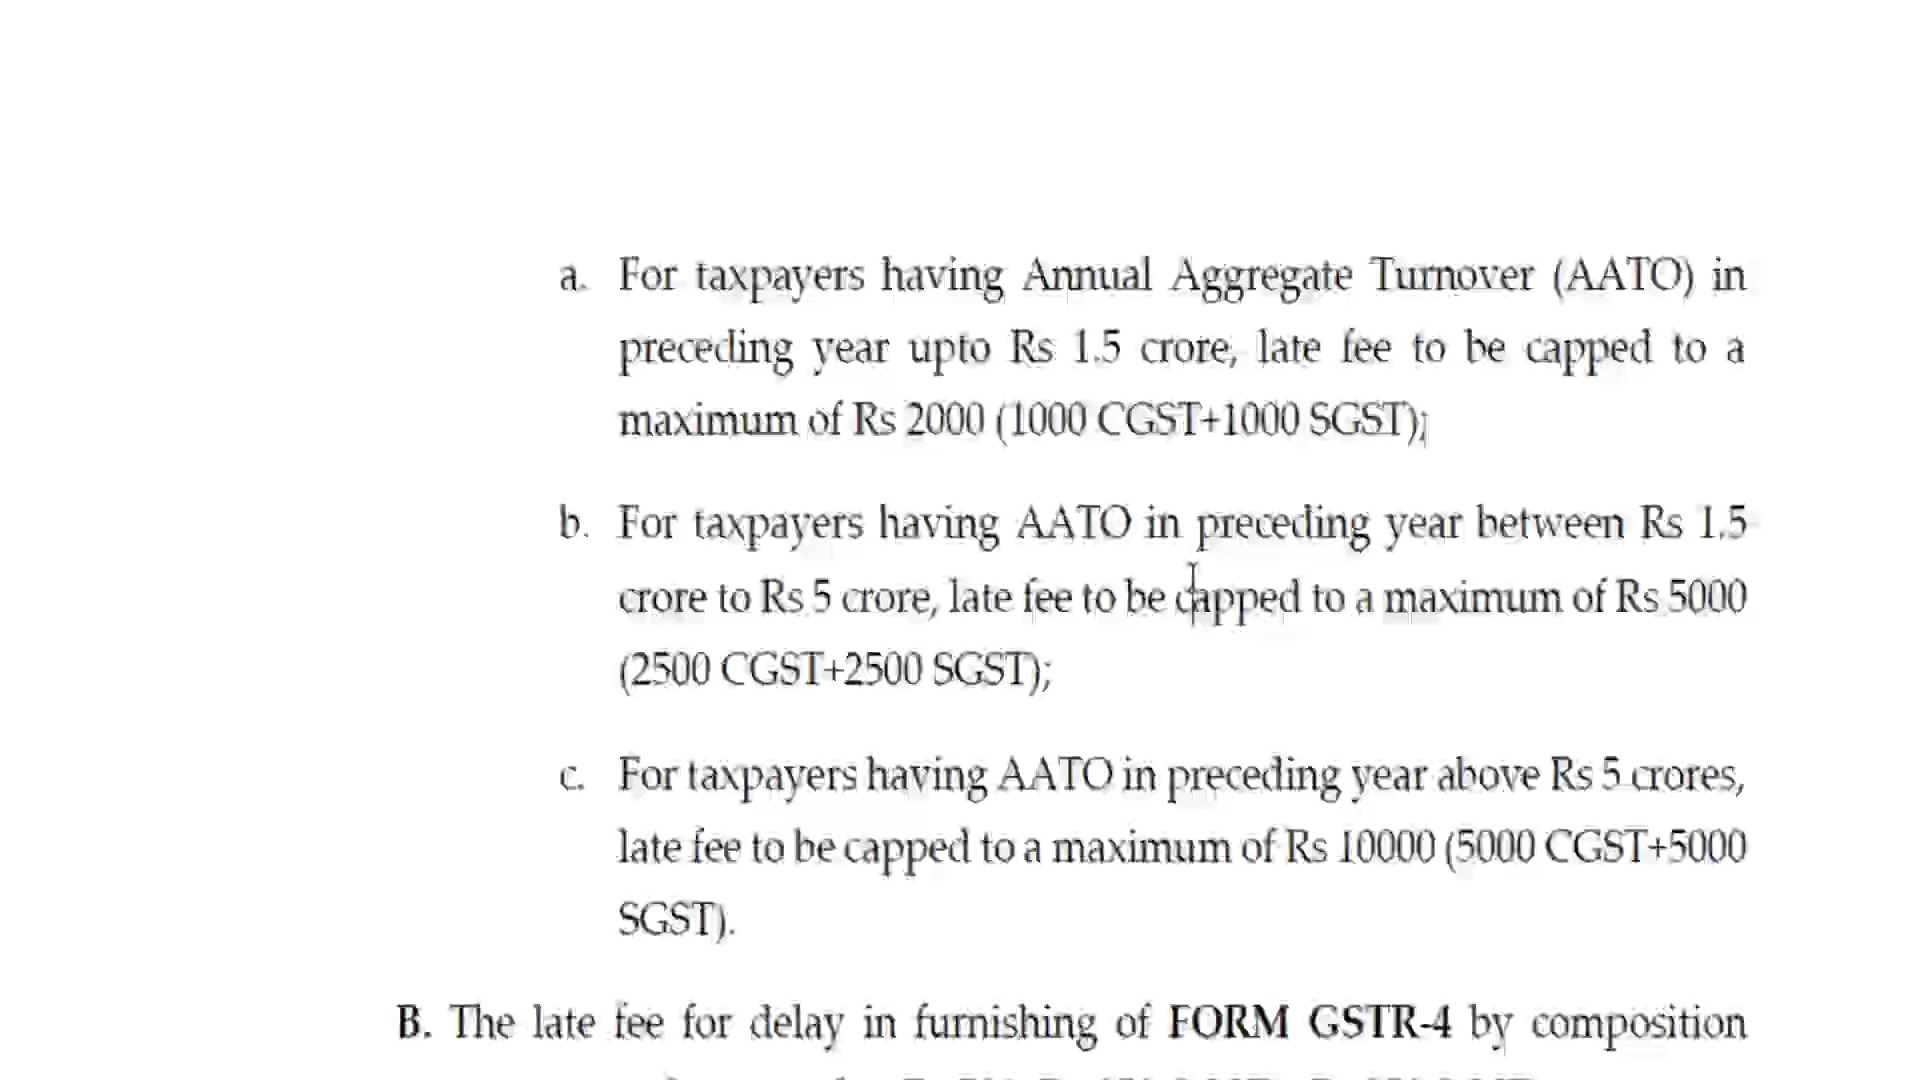 a. For taxpayers having Annual Aggregate Turnover (AATO) in
preceding year upto Rs 1.5 crore, late fee to be capped to a
maximum of Rs 2000 (1000 CGST+1000 SGST);
b. For taxpayers having AATO in preceding year between Rs 1.5
crore to Rs 5 crore, late fee to be capped to a maximum of Rs 5000
(2500 CGST+2500 SGST);
c. For taxpayers having AATO in preceding year above Rs 5 crores,
late fee to be capped to a maximum of Rs 10000 (5000 CGST+5000
SGST).
B. The late fee for delay in furnishing of FORM GSTR-4 by composition